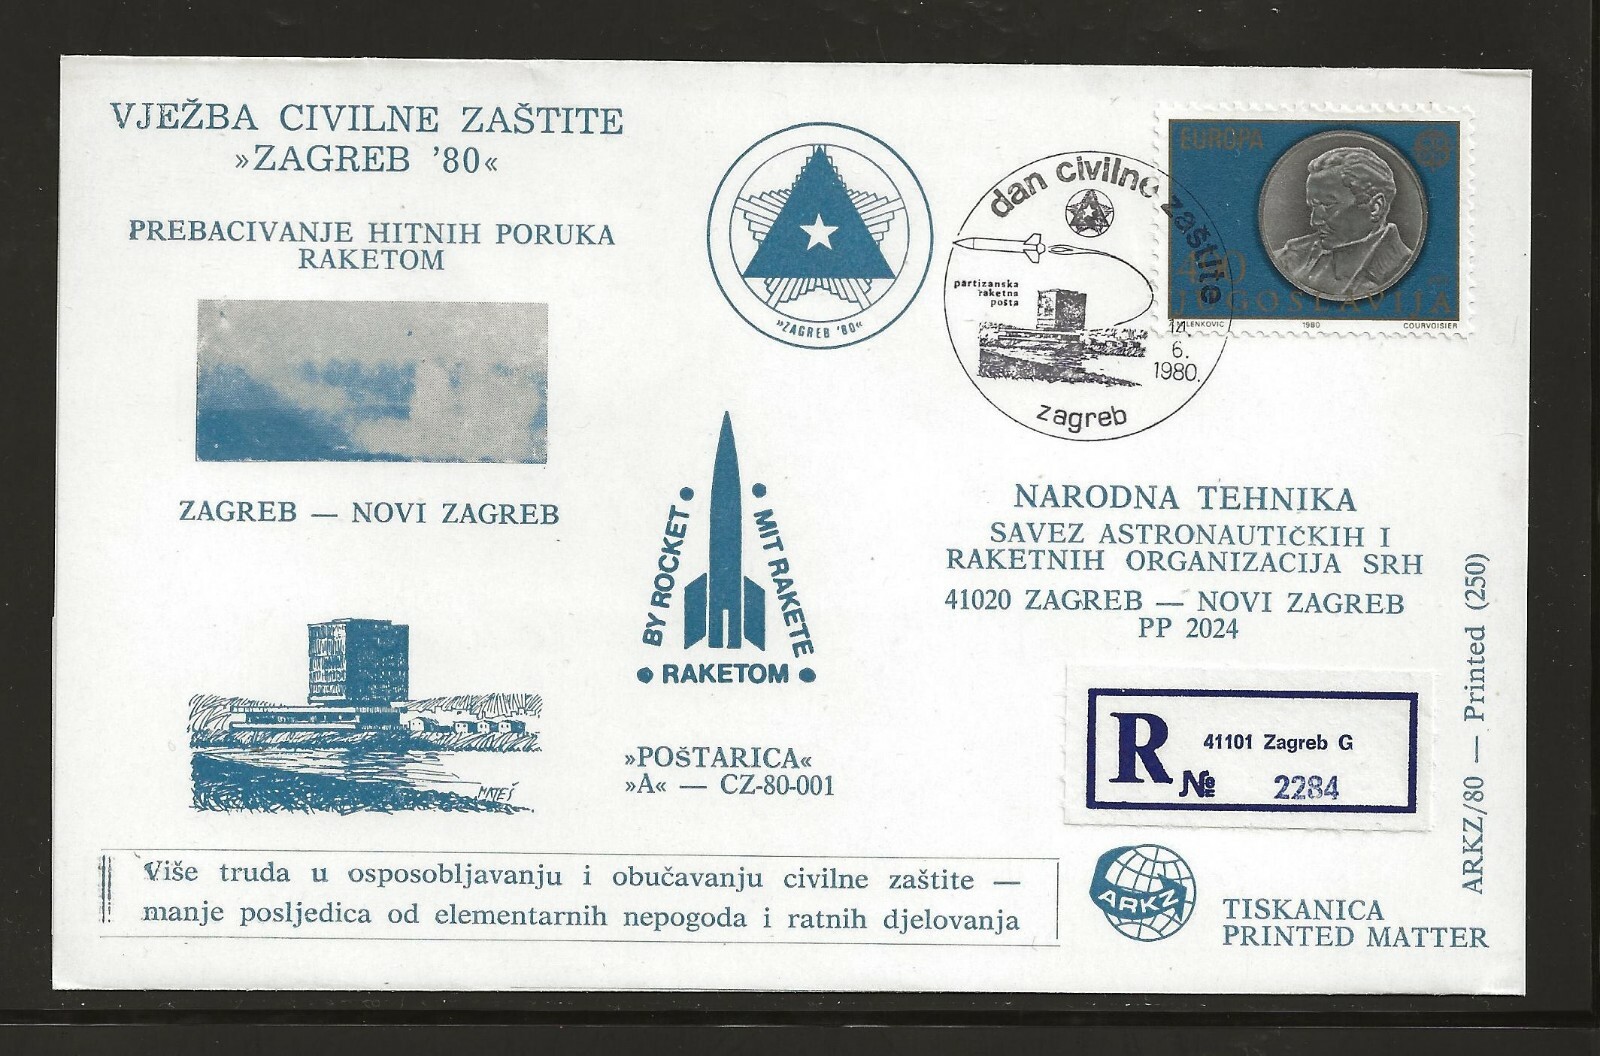 VJEŽBA CIVILNE ZAŠTITE
»ZAGREB '80«
PREBACIVANJE HITNIH PORUKA
RAKETOM
ZAGREB — NOVI ZAGREB
MATEŠ
»ZAGREB '80«
BY ROCKET
MIT RAKETE
RAKETOM
»POŠTARICA«
»A« — CZ-80-001
dan civilne zaštite
partizanska
raketna
pošta
14.
6.
1980.
zagreb
EUROPA
JUGOSLAVIJA
1980
COURVOISIER
NARODNA TEHNIKA
SAVEZ ASTRONAUTIČKIH I
RAKETNIH ORGANIZACIJA SRH
41020 ZAGREB — NOVI ZAGREB
PP 2024
R
41101 Zagreb G
№ 2284
ARKZ/80 — Printed (250)
Više truda u osposobljavanju i obučavanju civilne zaštite —
manje posljedica od elementarnih nepogoda i ratnih djelovanja
ARKZ
TISKANICA
PRINTED MATTER